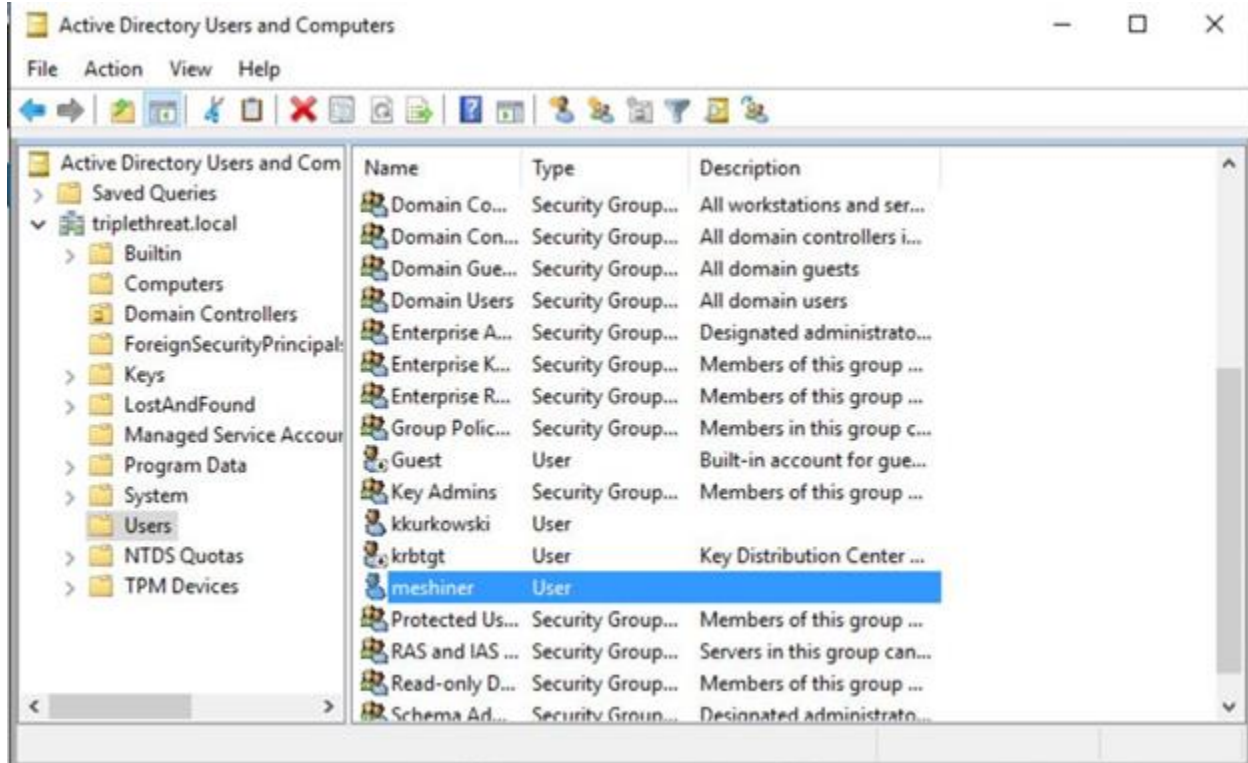 Active Directory Users and Computers
File Action View Help
Active Directory Users and Com
Saved Queries
triplethreat.local
Builtin
Computers
Domain Controllers
ForeignSecurityPrincipals
Keys
LostAndFound
Managed Service Accour
Program Data
System
Users
NTDS Quotas
TPM Devices
Name Type Description
Domain Co... Security Group... All workstations and ser...
Domain Con... Security Group... All domain controllers i...
Domain Gue... Security Group... All domain guests
Domain Users Security Group... All domain users
Enterprise A... Security Group... Designated administrato...
Enterprise K... Security Group... Members of this group ...
Enterprise R... Security Group... Members of this group ...
Group Polic... Security Group... Members in this group c...
Guest User Built-in account for gue...
Key Admins Security Group... Members of this group ...
kkurkowski User
krbtgt User Key Distribution Center ...
meshiner User
Protected Us... Security Group... Members of this group ...
RAS and IAS ... Security Group... Servers in this group can...
Read-only D... Security Group... Members of this group ...
Schema Ad... Security Group... Designated administrato...